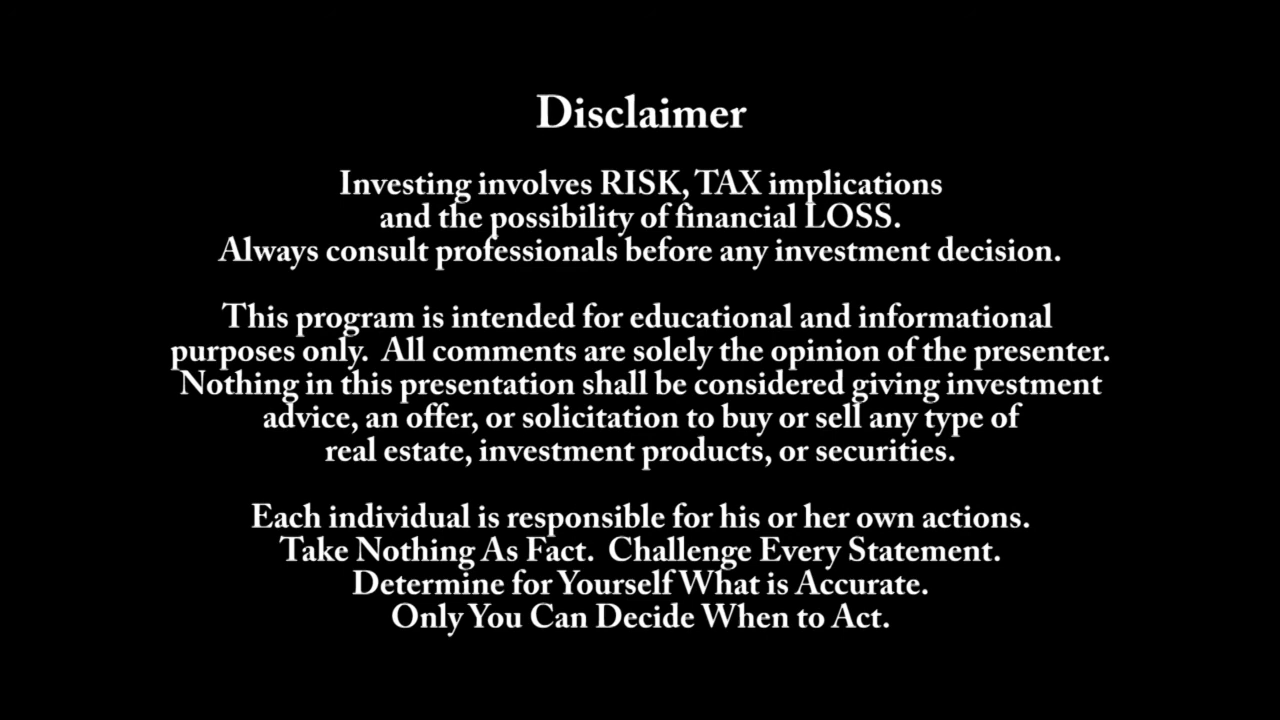 Disclaimer
Investing involves RISK, TAX implications
and the possibility of financial LOSS.
Always consult professionals before any investment decision.
This program is intended for educational and informational
purposes only.  All comments are solely the opinion of the presenter.
Nothing in this presentation shall be considered giving investment
advice, an offer, or solicitation to buy or sell any type of
real estate, investment products, or securities.
Each individual is responsible for his or her own actions.
Take Nothing As Fact.  Challenge Every Statement.
Determine for Yourself What is Accurate.
Only You Can Decide When to Act.